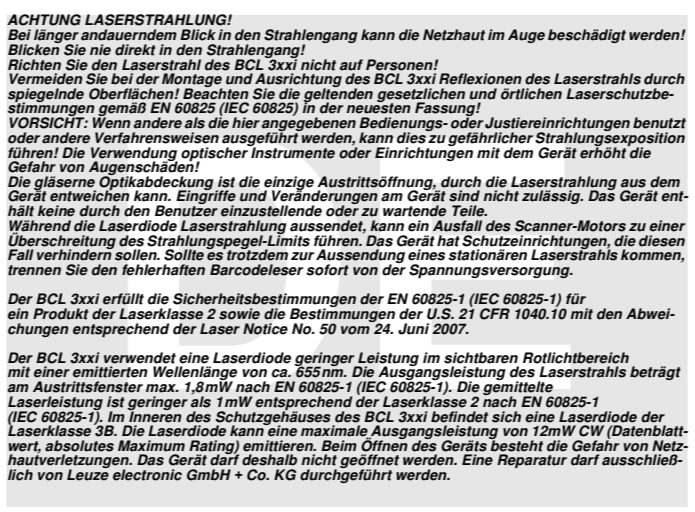 ACHTUNG LASERSTRAHLUNG!
Bei länger andauerndem Blick in den Strahlengang kann die Netzhaut im Auge beschädigt werden!
Blicken Sie nie direkt in den Strahlengang!
Richten Sie den Laserstrahl des BCL 3xxi nicht auf Personen!
Vermeiden Sie bei der Montage und Ausrichtung des BCL 3xxi Reflexionen des Laserstrahls durch
spiegelnde Oberflächen! Beachten Sie die geltenden gesetzlichen und örtlichen Laserschutzbe-
stimmungen gemäß EN 60825 (IEC 60825) in der neuesten Fassung!
VORSICHT: Wenn andere als die hier angegebenen Bedienungs- oder Justiereinrichtungen benutzt
oder andere Verfahrensweisen ausgeführt werden, kann dies zu gefährlicher Strahlungsexposition
führen! Die Verwendung optischer Instrumente oder Einrichtungen mit dem Gerät erhöht die
Gefahr von Augenschäden!
Die gläserne Optikabdeckung ist die einzige Austrittsöffnung, durch die Laserstrahlung aus dem
Gerät entweichen kann. Eingriffe und Veränderungen am Gerät sind nicht zulässig. Das Gerät ent-
hält keine durch den Benutzer einzustellende oder zu wartende Teile.
Während die Laserdiode Laserstrahlung aussendet, kann ein Ausfall des Scanner-Motors zu einer
Überschreitung des Strahlungspegel-Limits führen. Das Gerät hat Schutzeinrichtungen, die diesen
Fall verhindern sollen. Sollte es trotzdem zur Aussendung eines stationären Laserstrahls kommen,
trennen Sie den fehlerhaften Barcodeleser sofort von der Spannungsversorgung.
Der BCL 3xxi erfüllt die Sicherheitsbestimmungen der EN 60825-1 (IEC 60825-1) für
ein Produkt der Laserklasse 2 sowie die Bestimmungen der U.S. 21 CFR 1040.10 mit den Abwei-
chungen entsprechend der Laser Notice No. 50 vom 24. Juni 2007.
Der BCL 3xxi verwendet eine Laserdiode geringer Leistung im sichtbaren Rotlichtbereich
mit einer emittierten Wellenlänge von ca. 655nm. Die Ausgangsleistung des Laserstrahls beträgt
am Austrittsfenster max. 1,8mW nach EN 60825-1 (IEC 60825-1). Die gemittelte
Laserleistung ist geringer als 1mW entsprechend der Laserklasse 2 nach EN 60825-1
(IEC 60825-1). Im Inneren des Schutzgehäuses des BCL 3xxi befindet sich eine Laserdiode der
Laserklasse 3B. Die Laserdiode kann eine maximale Ausgangsleistung von 12mW CW (Datenblatt-
wert, absolutes Maximum Rating) emittieren. Beim Öffnen des Geräts besteht die Gefahr von Netz-
hautverletzungen. Das Gerät darf deshalb nicht geöffnet werden. Eine Reparatur darf ausschließ-
lich von Leuze electronic GmbH + Co. KG durchgeführt werden.
DE